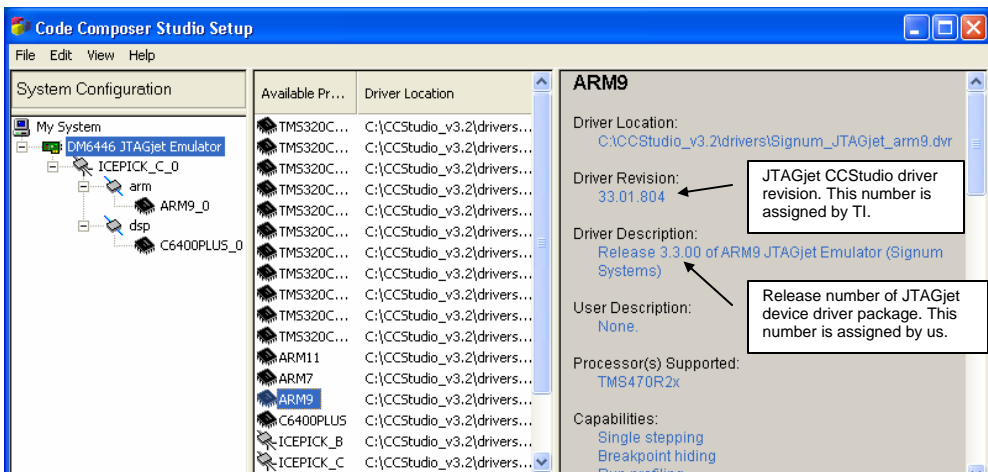 Code Composer Studio Setup
File Edit View Help
System Configuration
My System
DM6446 JTAGjet Emulator
ICEPICK_C_0
arm
ARM9_0
dsp
C6400PLUS_0
Available Pr... Driver Location
TMS320C... C:\CCStudio_v3.2\drivers...
TMS320C... C:\CCStudio_v3.2\drivers...
TMS320C... C:\CCStudio_v3.2\drivers...
TMS320C... C:\CCStudio_v3.2\drivers...
TMS320C... C:\CCStudio_v3.2\drivers...
TMS320C... C:\CCStudio_v3.2\drivers...
TMS320C... C:\CCStudio_v3.2\drivers...
TMS320C... C:\CCStudio_v3.2\drivers...
TMS320C... C:\CCStudio_v3.2\drivers...
TMS320C... C:\CCStudio_v3.2\drivers...
TMS320C... C:\CCStudio_v3.2\drivers...
ARM11 C:\CCStudio_v3.2\drivers...
ARM7 C:\CCStudio_v3.2\drivers...
ARM9 C:\CCStudio_v3.2\drivers...
C6400PLUS C:\CCStudio_v3.2\drivers...
ICEPICK_B C:\CCStudio_v3.2\drivers...
ICEPICK_C C:\CCStudio_v3.2\drivers...
ARM9
Driver Location:
C:\CCStudio_v3.2\drivers\Signum_JTAGjet_arm9.dvr
Driver Revision:
33.01.804
JTAGjet CCStudio driver
revision. This number is
assigned by TI.
Driver Description:
Release 3.3.00 of ARM9 JTAGjet Emulator (Signum
Systems)
Release number of JTAGjet
device driver package. This
number is assigned by us.
User Description:
None.
Processor(s) Supported:
TMS470R2x
Capabilities:
Single stepping
Breakpoint hiding
Run profiling